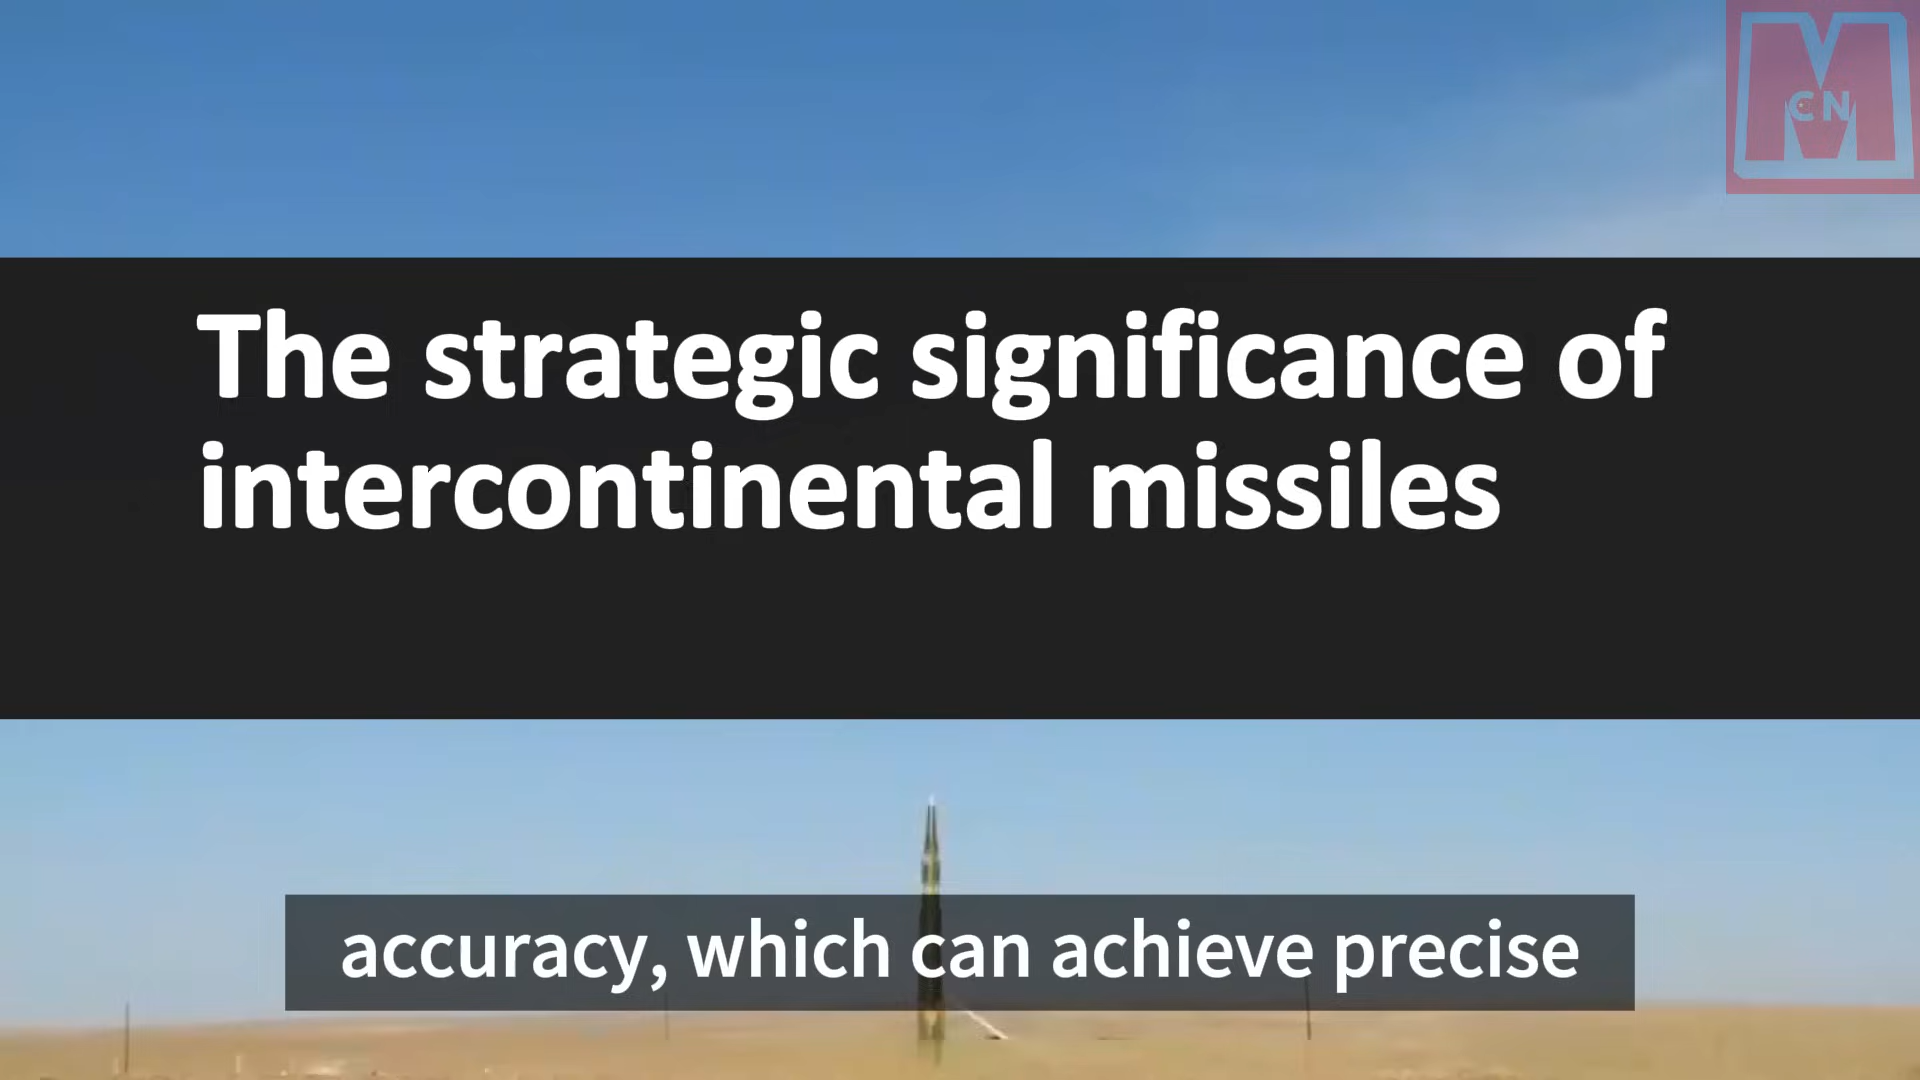 M
CN
The strategic significance of
intercontinental missiles
accuracy, which can achieve precise